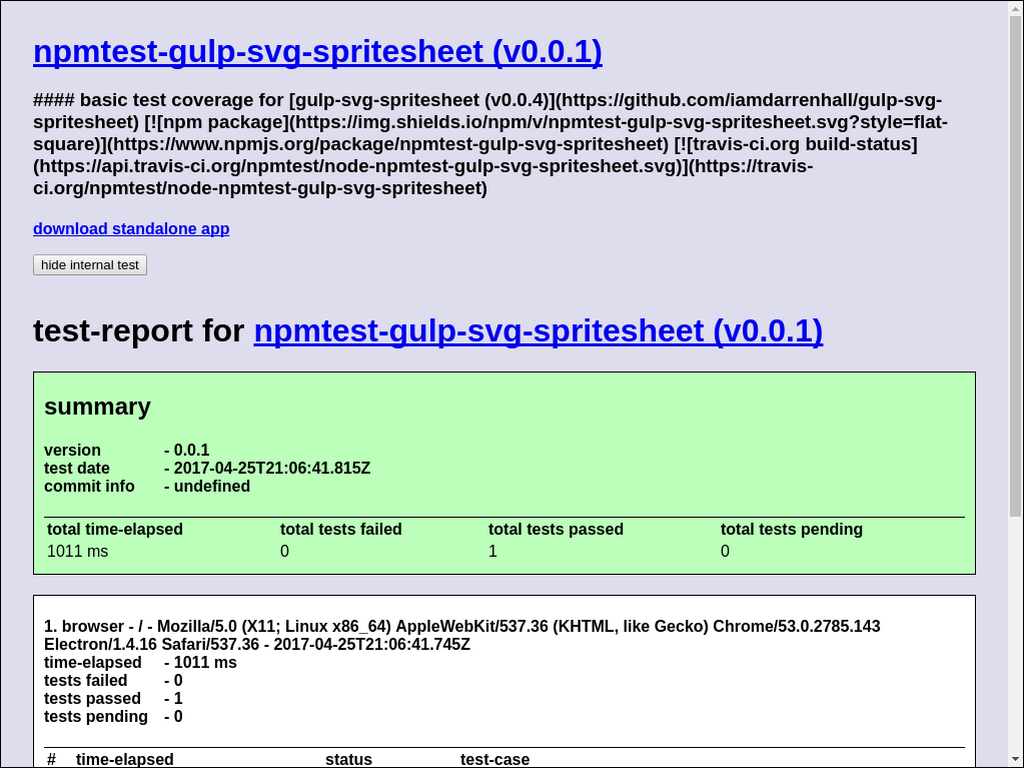 npmtest-gulp-svg-spritesheet (v0.0.1)
#### basic test coverage for [gulp-svg-spritesheet (v0.0.4)](https://github.com/iamdarrenhall/gulp-svg-
spritesheet) [![npm package](https://img.shields.io/npm/v/npmtest-gulp-svg-spritesheet.svg?style=flat-
square)](https://www.npmjs.org/package/npmtest-gulp-svg-spritesheet) [![travis-ci.org build-status]
(https://api.travis-ci.org/npmtest/node-npmtest-gulp-svg-spritesheet.svg)](https://travis-
ci.org/npmtest/node-npmtest-gulp-svg-spritesheet)
download standalone app
hide internal test
test-report for npmtest-gulp-svg-spritesheet (v0.0.1)
summary
version - 0.0.1
test date - 2017-04-25T21:06:41.815Z
commit info - undefined
total time-elapsed total tests failed total tests passed total tests pending
1011 ms 0 1 0
1. browser - / - Mozilla/5.0 (X11; Linux x86_64) AppleWebKit/537.36 (KHTML, like Gecko) Chrome/53.0.2785.143
Electron/1.4.16 Safari/537.36 - 2017-04-25T21:06:41.745Z
time-elapsed - 1011 ms
tests failed - 0
tests passed - 1
tests pending - 0
# time-elapsed status test-case